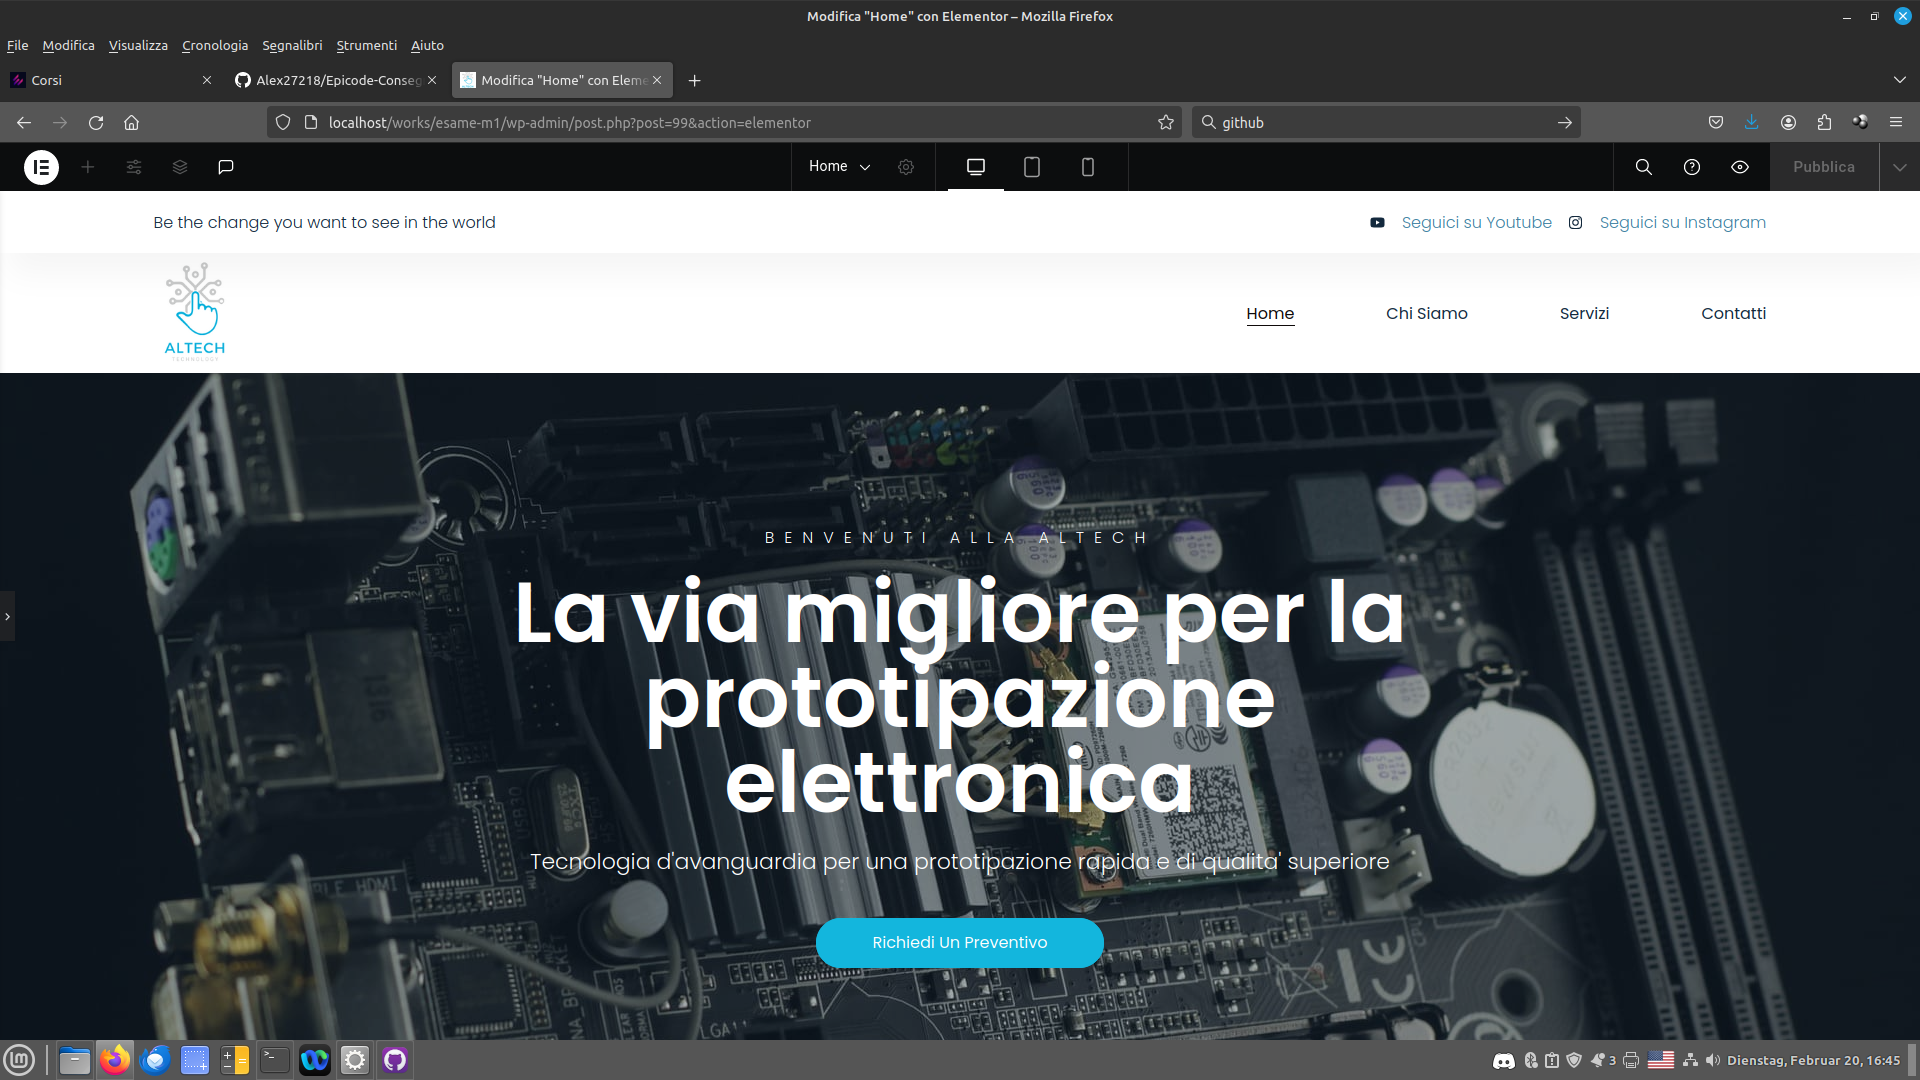 Modifica "Home" con Elementor – Mozilla Firefox
File Modifica Visualizza Cronologia Segnalibri Strumenti Aiuto
Corsi
Alex27218/Epicode-Conseg
Modifica "Home" con Eleme
localhost/works/esame-m1/wp-admin/post.php?post=99&action=elementor
github
Home
Pubblica
Be the change you want to see in the world
Seguici su Youtube
Seguici su Instagram
ALTECH
TECHNOLOGY
Home
Chi Siamo
Servizi
Contatti
BENVENUTI ALLA ALTECH
La via migliore per la
prototipazione
elettronica
Tecnologia d'avanguardia per una prototipazione rapida e di qualita' superiore
Richiedi Un Preventivo
3
Dienstag, Februar 20, 16:45